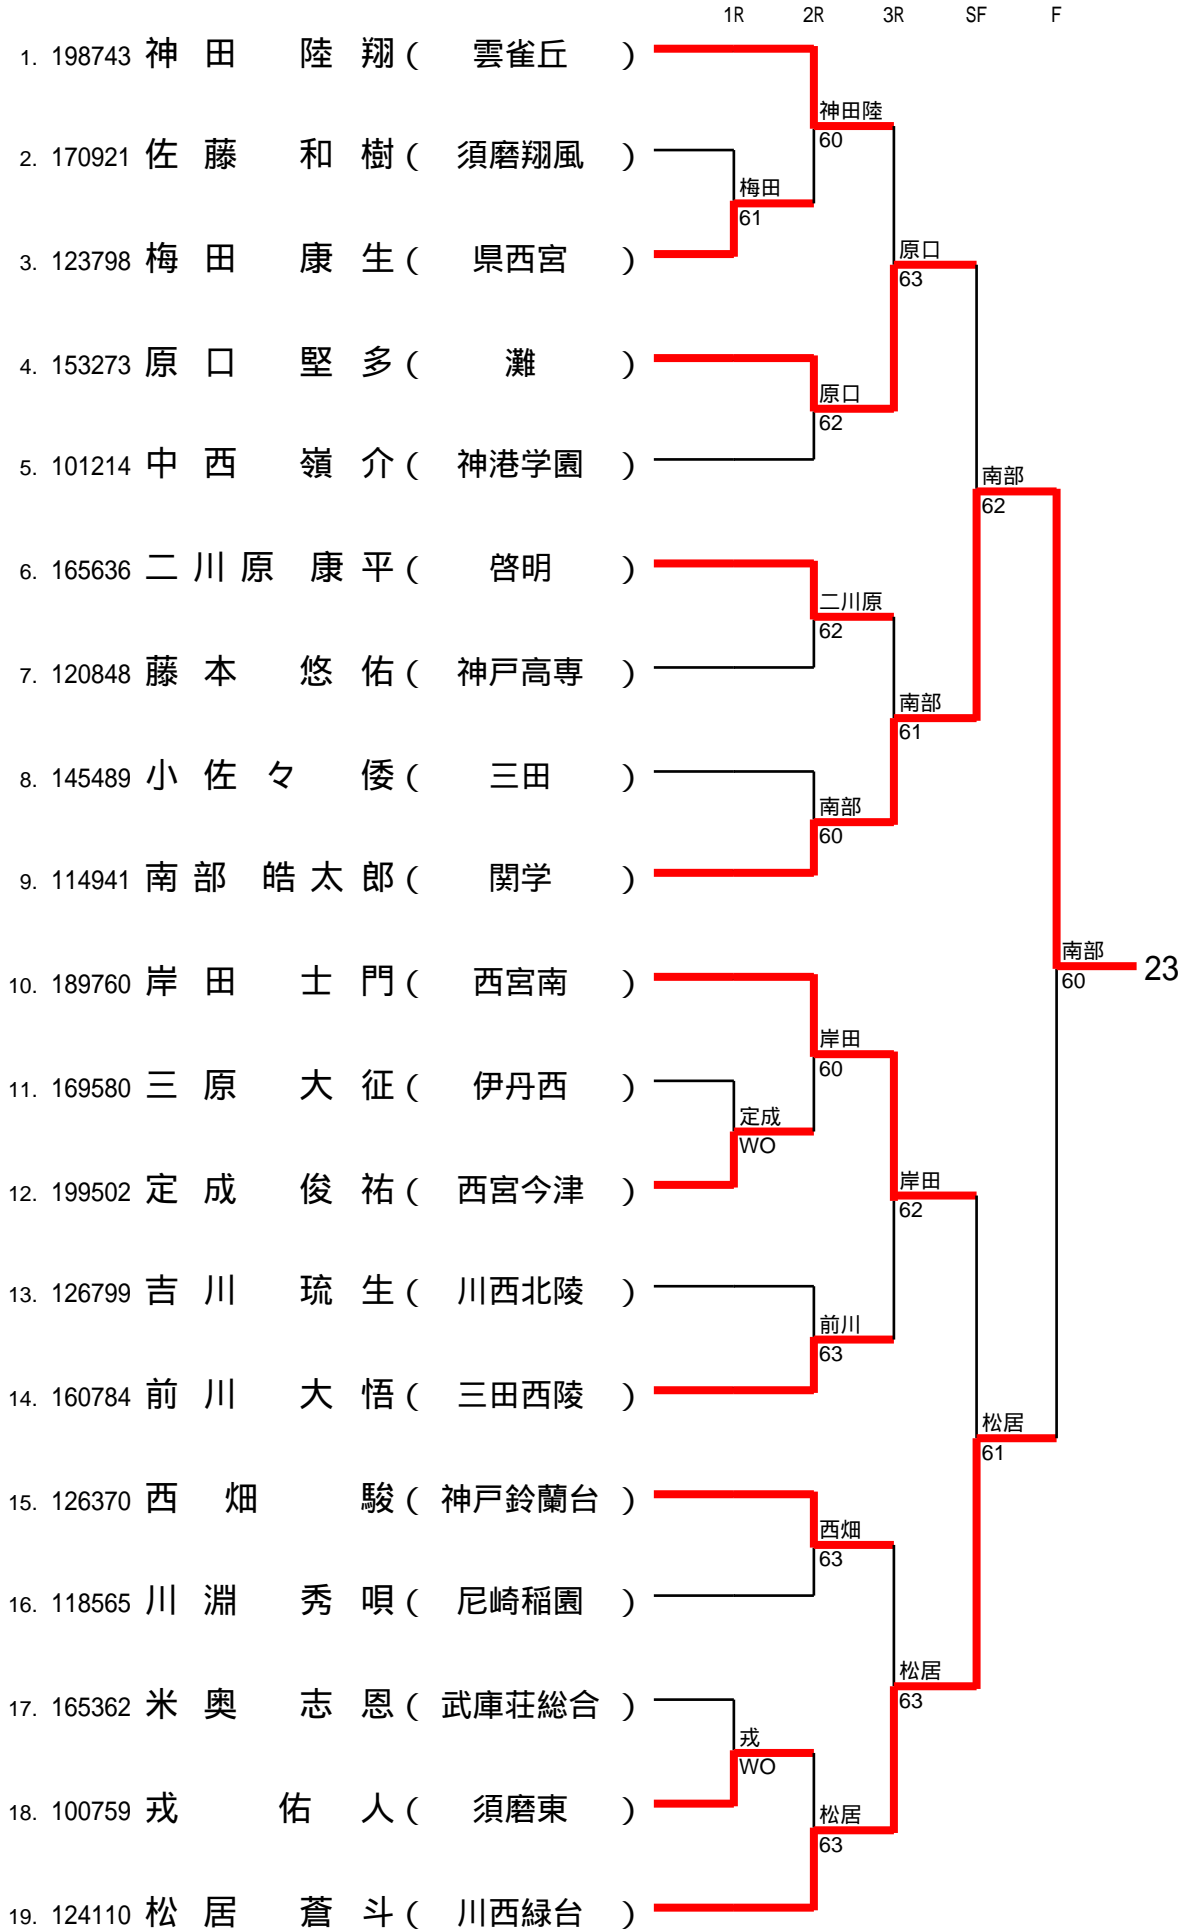 1R 2R 3R SF F
1. 198743 神田 陸翔 ( 雲雀丘 )
神田陸
60
2. 170921 佐藤 和樹 ( 須磨翔風 )
梅田
61
3. 123798 梅田 康生 ( 県西宮 )
原口
63
4. 153273 原口 堅多 ( 灘 )
原口
62
5. 101214 中西 嶺介 ( 神港学園 )
南部
62
6. 165636 二川原 康平 ( 啓明 )
二川原
62
7. 120848 藤本 悠佑 ( 神戸高専 )
南部
61
8. 145489 小佐々 倭 ( 三田 )
南部
60
9. 114941 南部 皓太郎 ( 関学 )
南部
60
23
10. 189760 岸田 士門 ( 西宮南 )
岸田
60
11. 169580 三原 大征 ( 伊丹西 )
定成
WO
12. 199502 定成 俊祐 ( 西宮今津 )
岸田
62
13. 126799 吉川 琉生 ( 川西北陵 )
前川
63
14. 160784 前川 大悟 ( 三田西陵 )
松居
61
15. 126370 西畑 駿 ( 神戸鈴蘭台 )
西畑
63
16. 118565 川淵 秀唄 ( 尼崎稲園 )
松居
63
17. 165362 米奥 志恩 ( 武庫荘総合 )
戎
WO
18. 100759 戎 佑人 ( 須磨東 )
松居
63
19. 124110 松居 蒼斗 ( 川西緑台 )